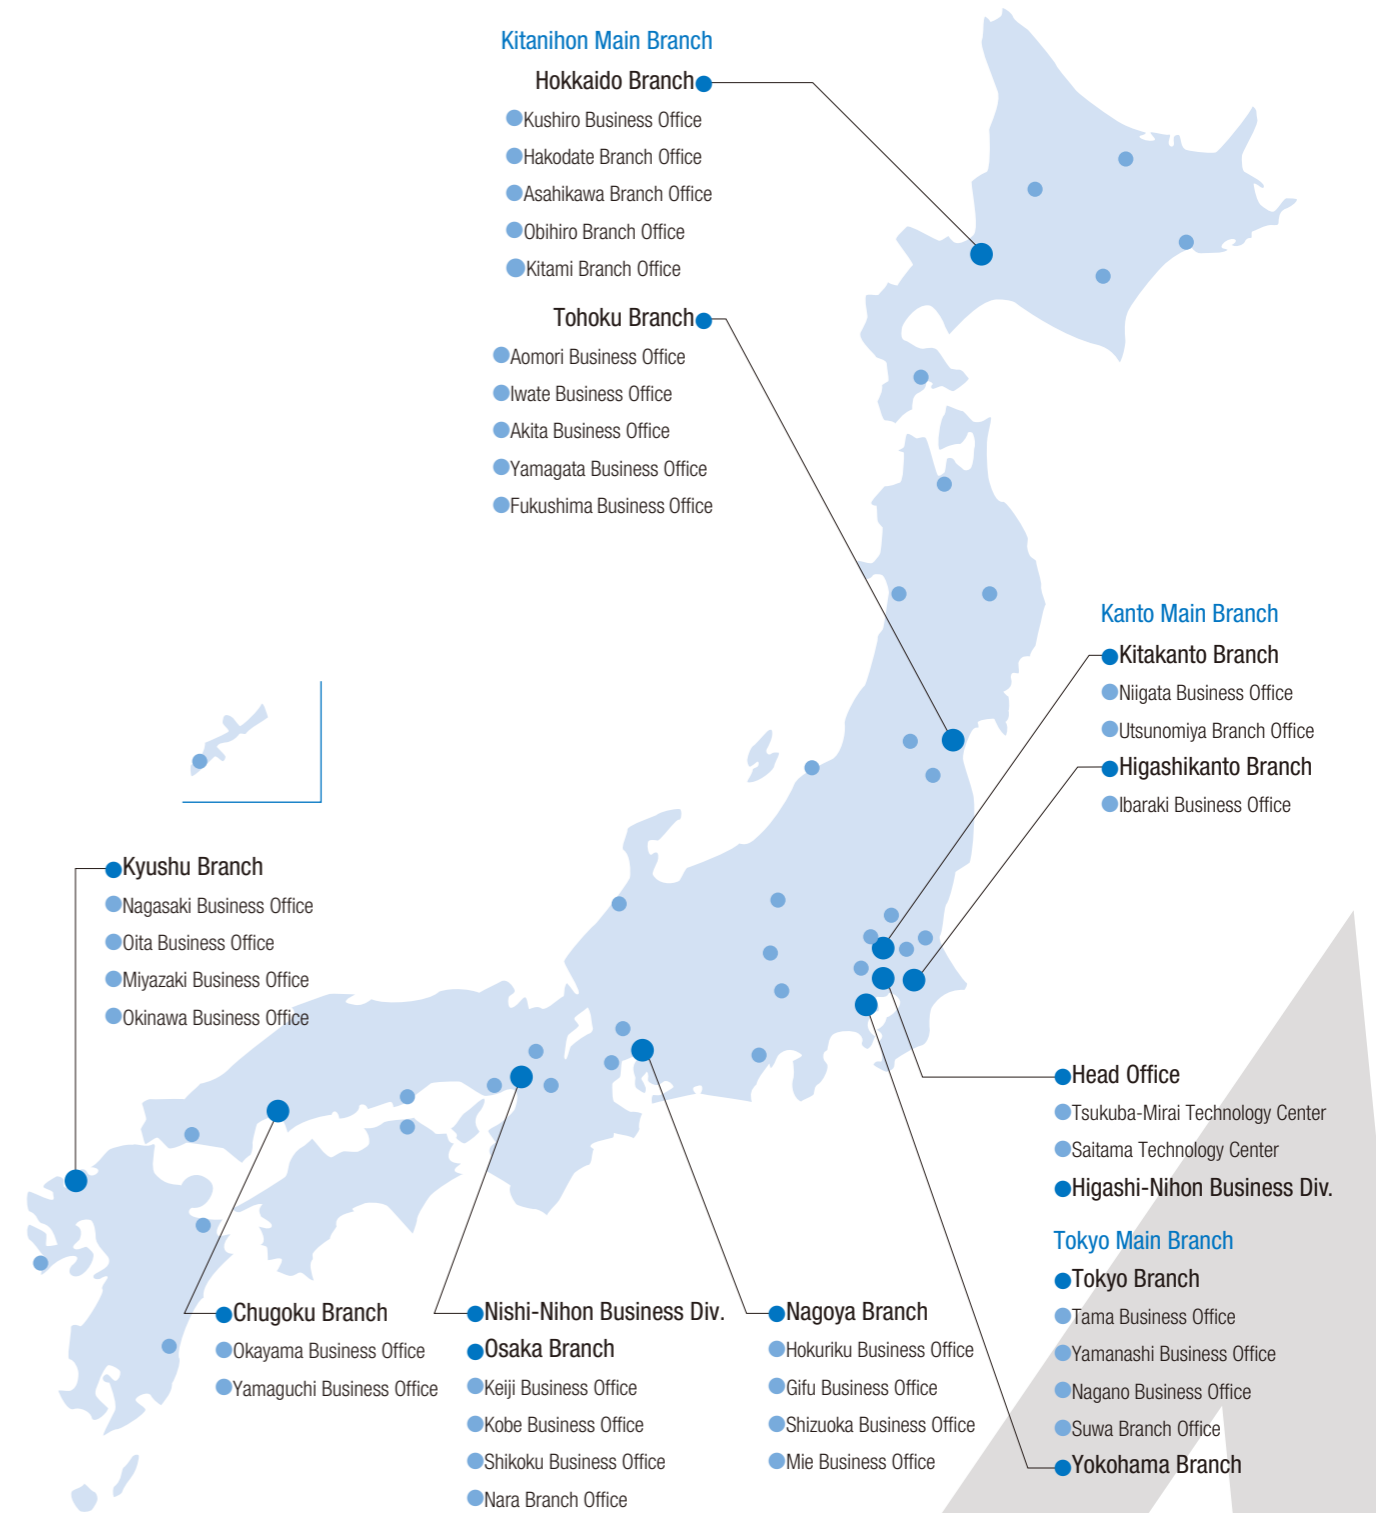 Kitanihon Main Branch
Hokkaido Branch
Kushiro Business Office
Hakodate Branch Office
Asahikawa Branch Office
Obihiro Branch Office
Kitami Branch Office
Tohoku Branch
Aomori Business Office
Iwate Business Office
Akita Business Office
Yamagata Business Office
Fukushima Business Office
Kanto Main Branch
Kitakanto Branch
Niigata Business Office
Utsunomiya Branch Office
Higashikanto Branch
Ibaraki Business Office
Kyushu Branch
Nagasaki Business Office
Oita Business Office
Miyazaki Business Office
Okinawa Business Office
Head Office
Tsukuba-Mirai Technology Center
Saitama Technology Center
Higashi-Nihon Business Div.
Tokyo Main Branch
Tokyo Branch
Tama Business Office
Yamanashi Business Office
Nagano Business Office
Suwa Branch Office
Yokohama Branch
Chugoku Branch
Okayama Business Office
Yamaguchi Business Office
Nishi-Nihon Business Div.
Osaka Branch
Keiji Business Office
Kobe Business Office
Shikoku Business Office
Nara Branch Office
Nagoya Branch
Hokuriku Business Office
Gifu Business Office
Shizuoka Business Office
Mie Business Office